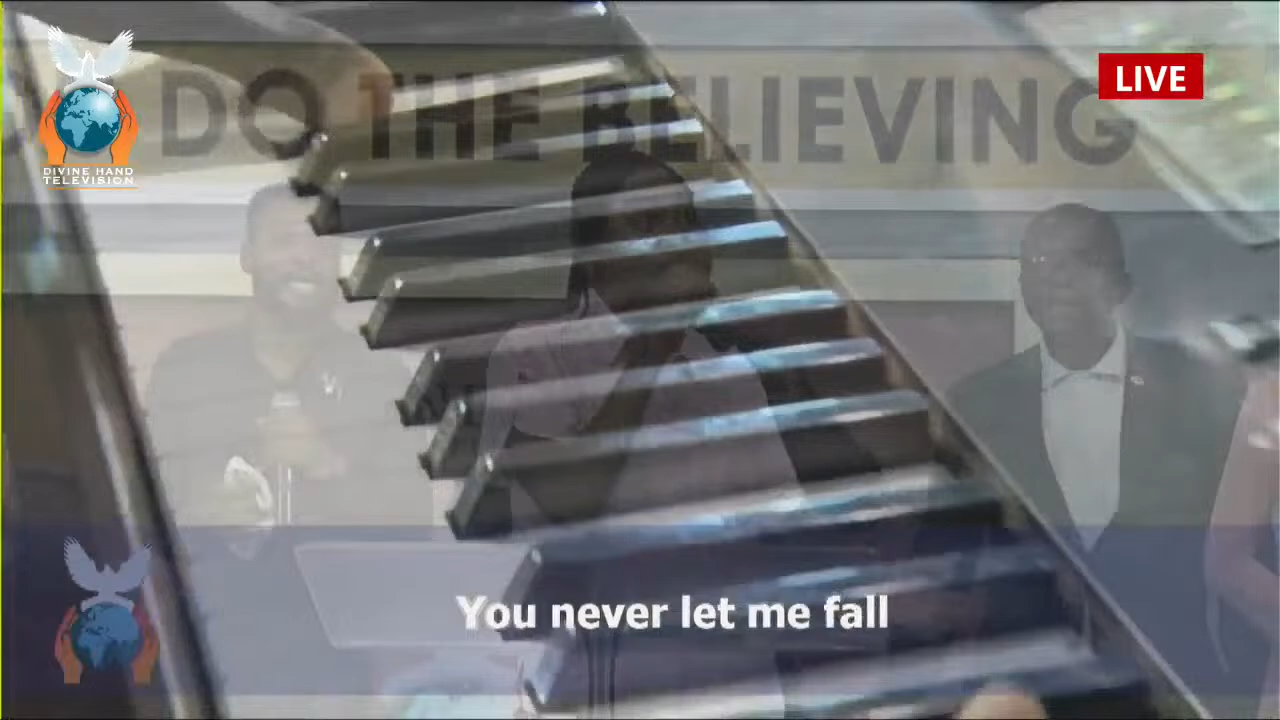 DO THE BELIEVING
LIVE
DIVINE HAND
TELEVISION
You never let me fall